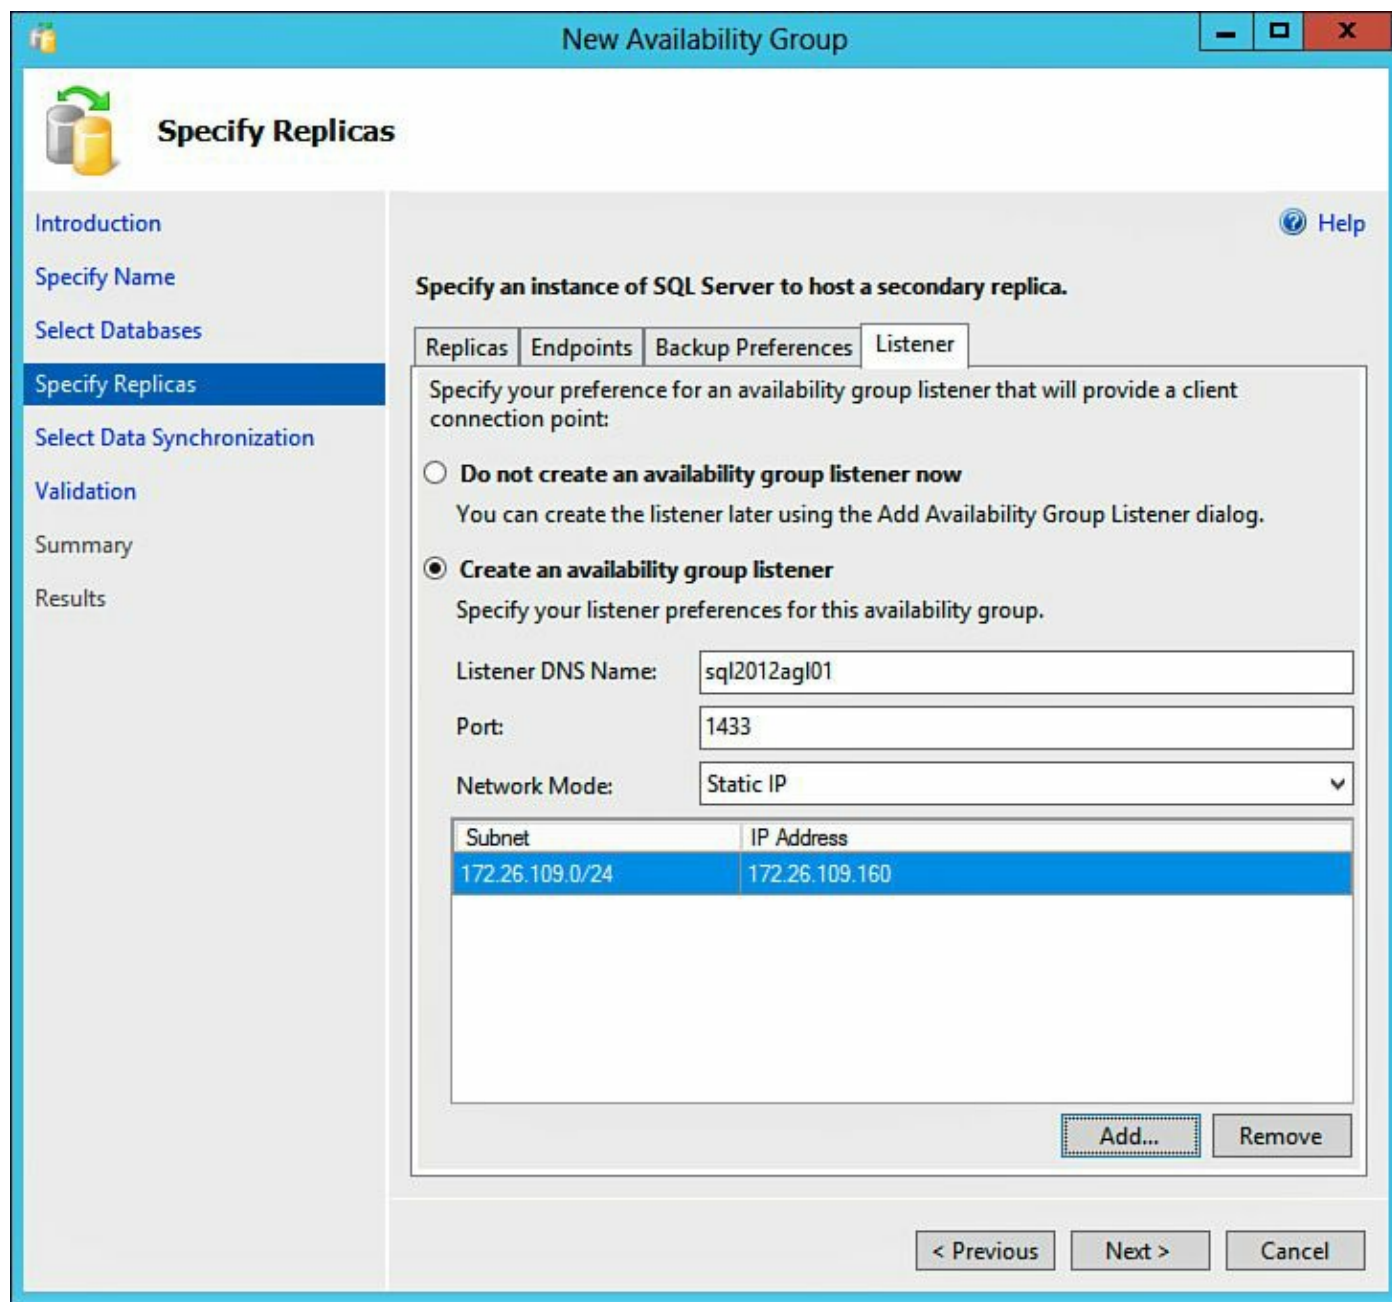 New Availability Group
Specify Replicas
Introduction
Specify Name
Select Databases
Specify Replicas
Select Data Synchronization
Validation
Summary
Results
Help
Specify an instance of SQL Server to host a secondary replica.
Replicas Endpoints Backup Preferences Listener
Specify your preference for an availability group listener that will provide a client
connection point:
Do not create an availability group listener now
You can create the listener later using the Add Availability Group Listener dialog.
Create an availability group listener
Specify your listener preferences for this availability group.
Listener DNS Name: sql2012agl01
Port: 1433
Network Mode: Static IP
Subnet IP Address
172.26.109.0/24 172.26.109.160
Add... Remove
< Previous Next > Cancel